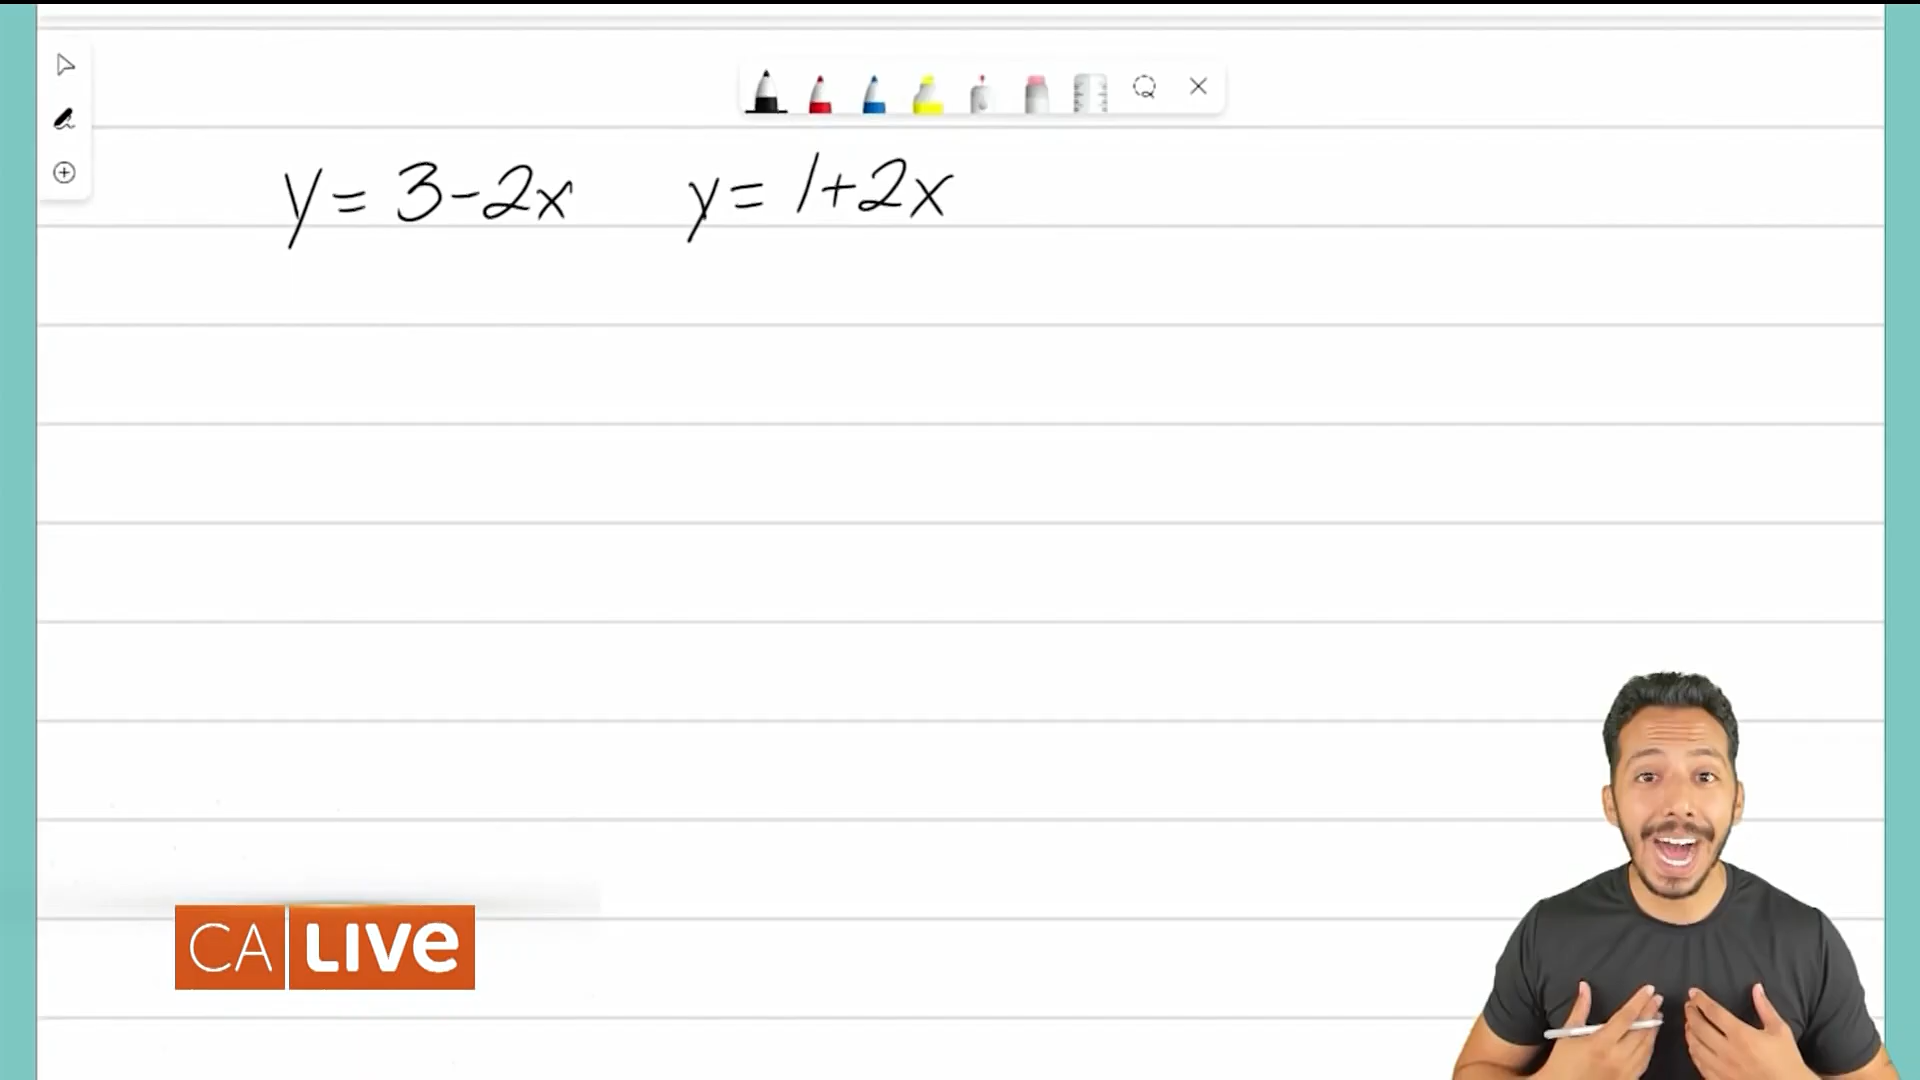 y = 3-2x y = 1+2x
CA LIVE